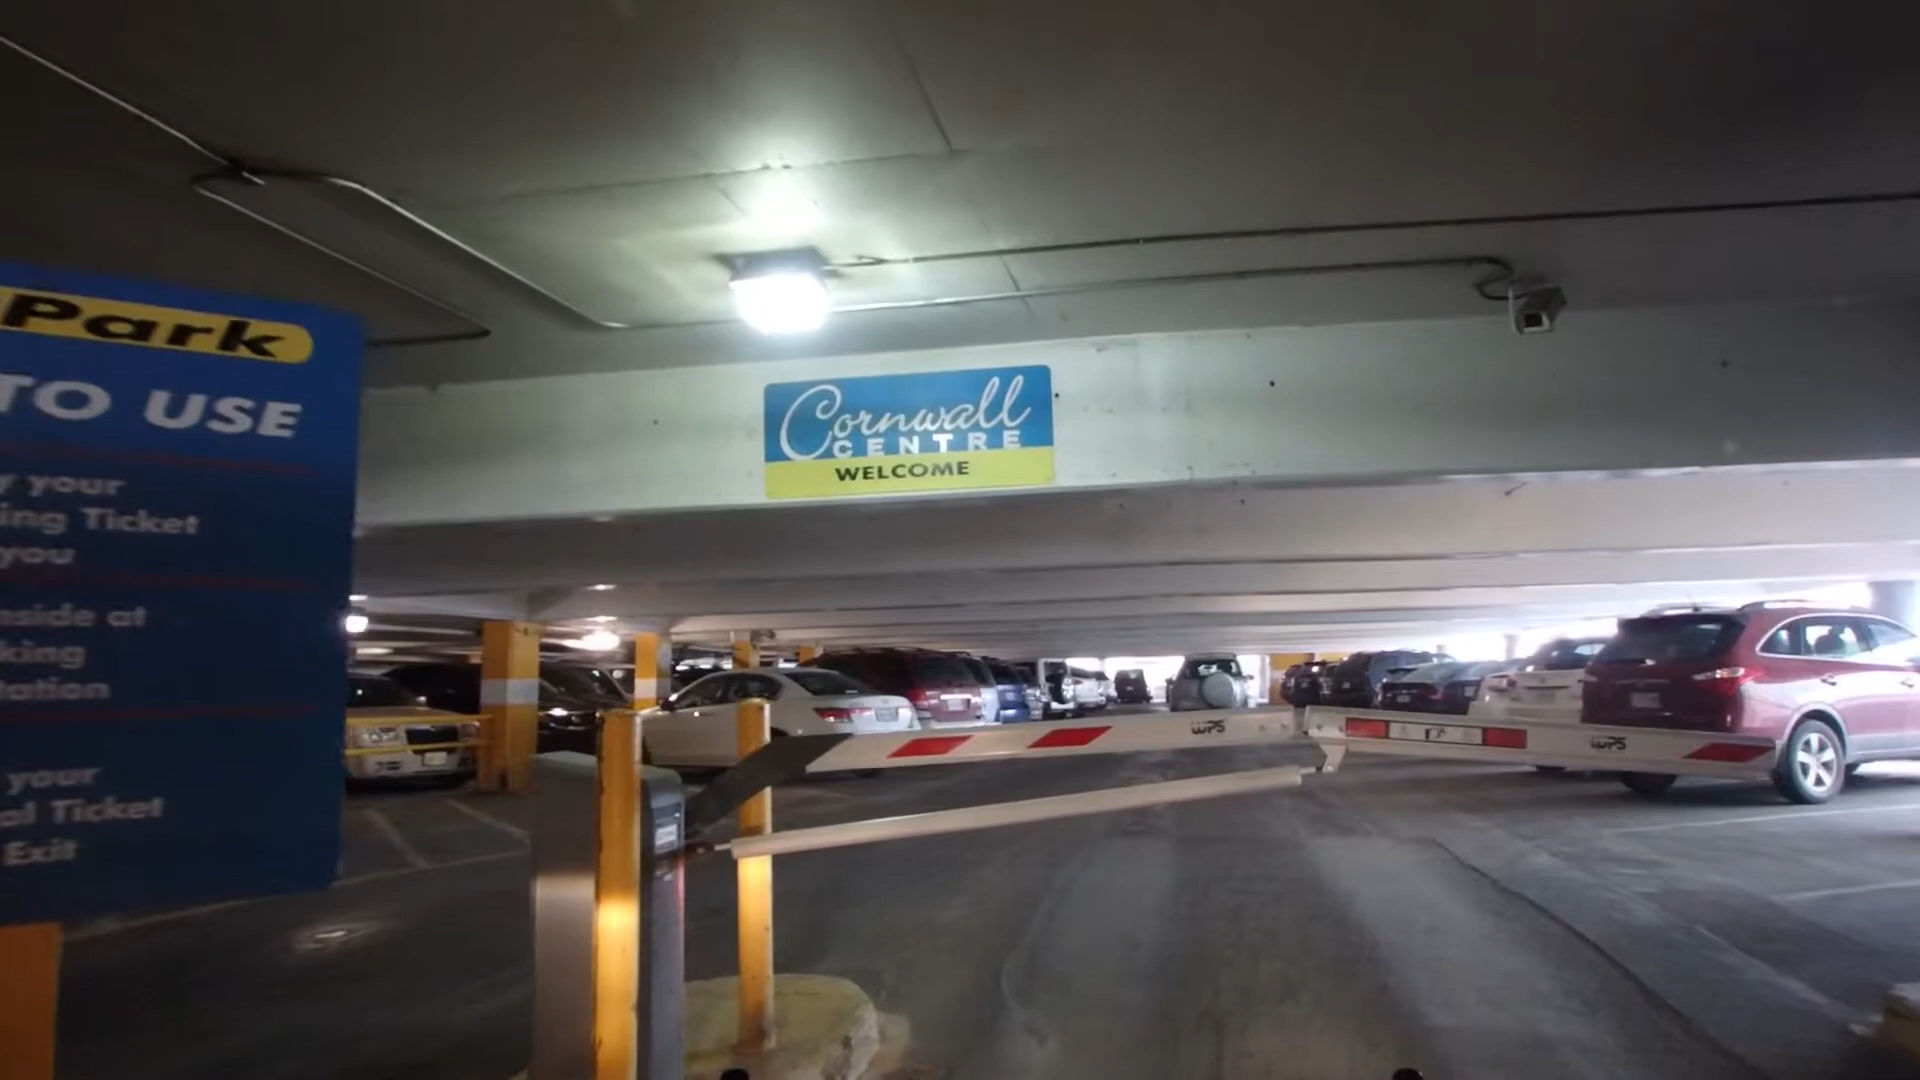 Park
TO USE
y your
ing Ticket
you
nside at
king
tation
your
al Ticket
Exit
Cornwall
CENTRE
WELCOME
WPS
WPS